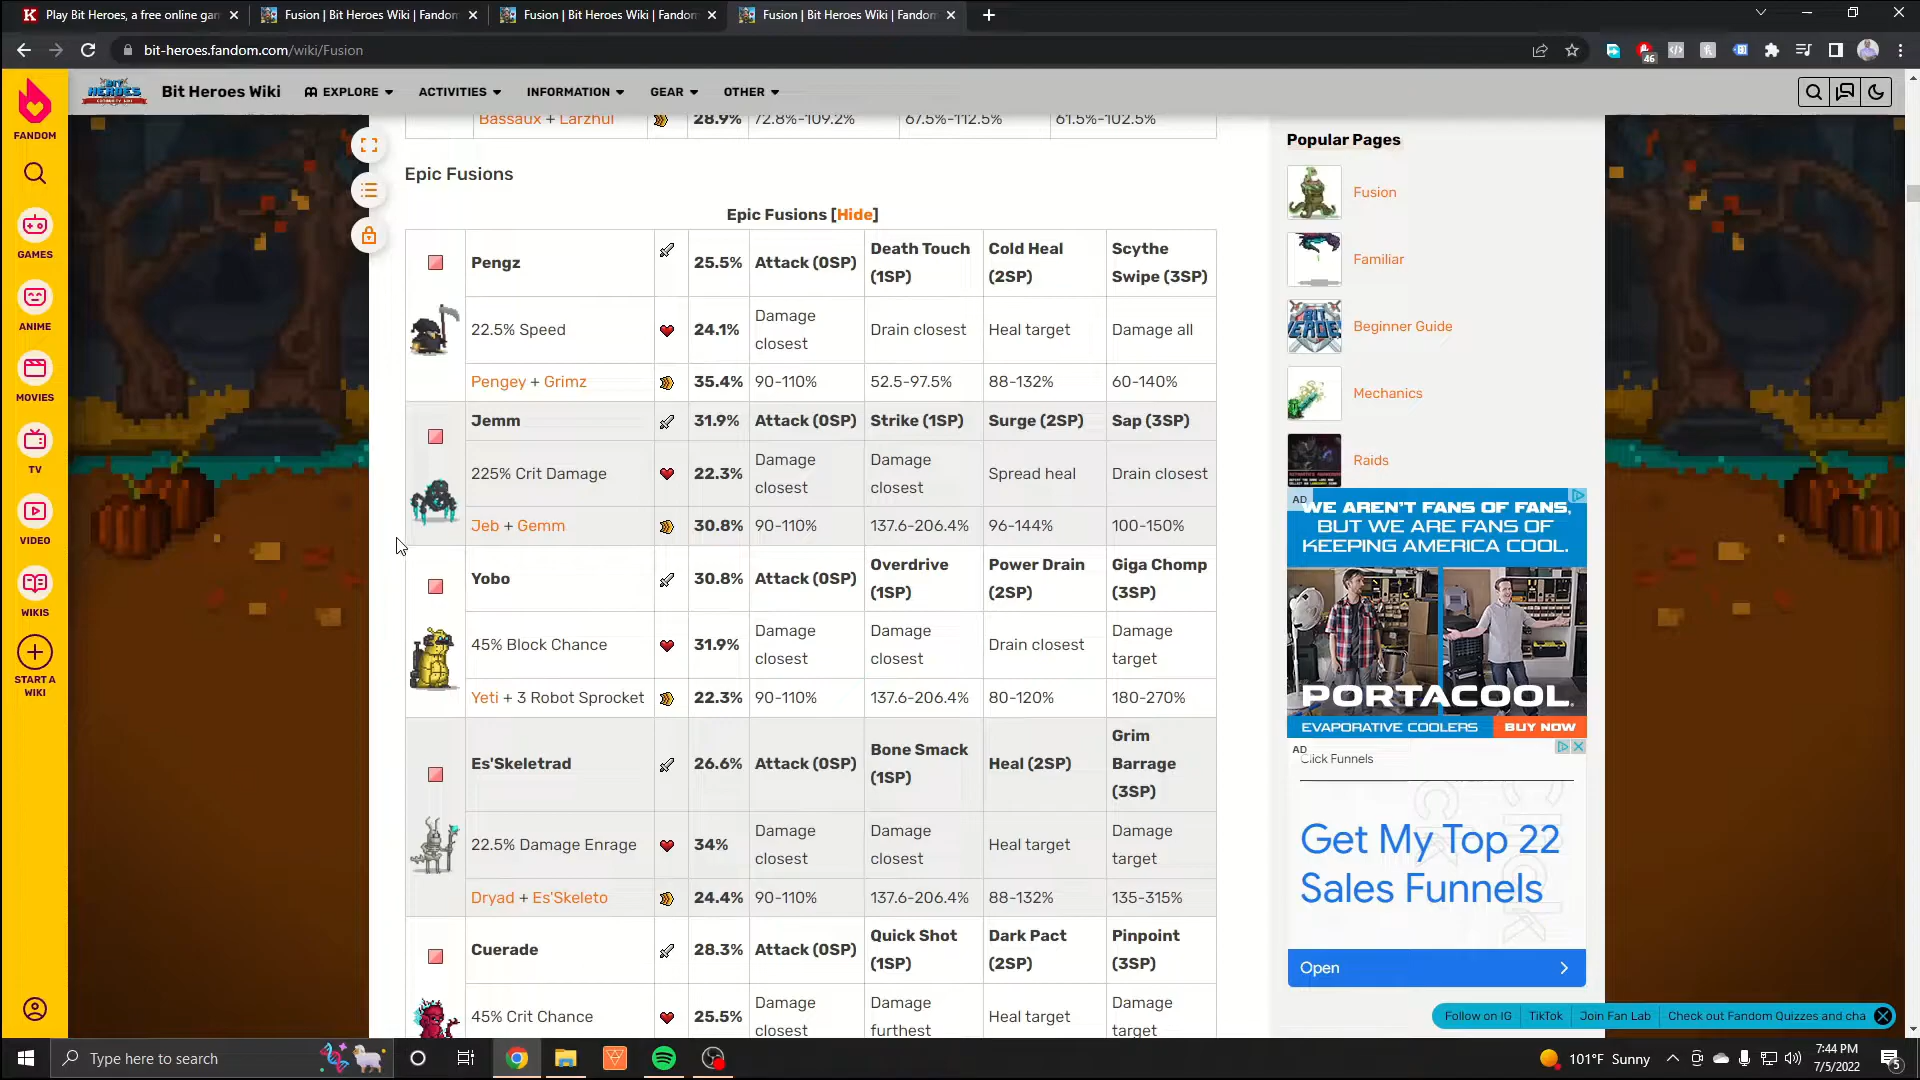 Play Bit Heroes, a free online gan
Fusion | Bit Heroes Wiki | Fandom
Fusion | Bit Heroes Wiki | Fandom
Fusion | Bit Heroes Wiki | Fandom
bit-heroes.fandom.com/wiki/Fusion
46
FANDOM
GAMES
ANIME
MOVIES
TV
VIDEO
WIKIS
START A
WIKI
BIT HEROES
Bit Heroes Wiki
EXPLORE
ACTIVITIES
INFORMATION
GEAR
OTHER
Bassaux + Larzhul 28.9% 72.8%-109.2% 67.5%-112.5% 61.5%-102.5%
Epic Fusions
Epic Fusions [Hide]
Pengz 25.5% Attack (0SP) Death Touch (1SP) Cold Heal (2SP) Scythe Swipe (3SP)
22.5% Speed 24.1% Damage closest Drain closest Heal target Damage all
Pengey + Grimz 35.4% 90-110% 52.5-97.5% 88-132% 60-140%
Jemm 31.9% Attack (0SP) Strike (1SP) Surge (2SP) Sap (3SP)
225% Crit Damage 22.3% Damage closest Damage closest Spread heal Drain closest
Jeb + Gemm 30.8% 90-110% 137.6-206.4% 96-144% 100-150%
Yobo 30.8% Attack (0SP) Overdrive (1SP) Power Drain (2SP) Giga Chomp (3SP)
45% Block Chance 31.9% Damage closest Damage closest Drain closest Damage target
Yeti + 3 Robot Sprocket 22.3% 90-110% 137.6-206.4% 80-120% 180-270%
Es'Skeletrad 26.6% Attack (0SP) Bone Smack (1SP) Heal (2SP) Grim Barrage (3SP)
22.5% Damage Enrage 34% Damage closest Damage closest Heal target Damage target
Dryad + Es'Skeleto 24.4% 90-110% 137.6-206.4% 88-132% 135-315%
Cuerade 28.3% Attack (0SP) Quick Shot (1SP) Dark Pact (2SP) Pinpoint (3SP)
45% Crit Chance 25.5% Damage closest Damage furthest Heal target Damage target
Popular Pages
Fusion
Familiar
Beginner Guide
Mechanics
Raids
AD
WE AREN'T FANS OF FANS,
BUT WE ARE FANS OF
KEEPING AMERICA COOL.
PORTACOOL
EVAPORATIVE COOLERS BUY NOW
AD
Click Funnels
Get My Top 22
Sales Funnels
Open
Follow on IG
TikTok
Join Fan Lab
Check out Fandom Quizzes and cha
Type here to search
101°F Sunny
7:44 PM
7/5/2022
5